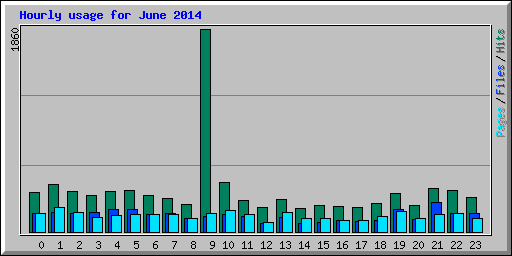 Hourly usage for June 2014
1860
Pages/Files/Hits
0 1 2 3 4 5 6 7 8 9 10 11 12 13 14 15 16 17 18 19 20 21 22 23